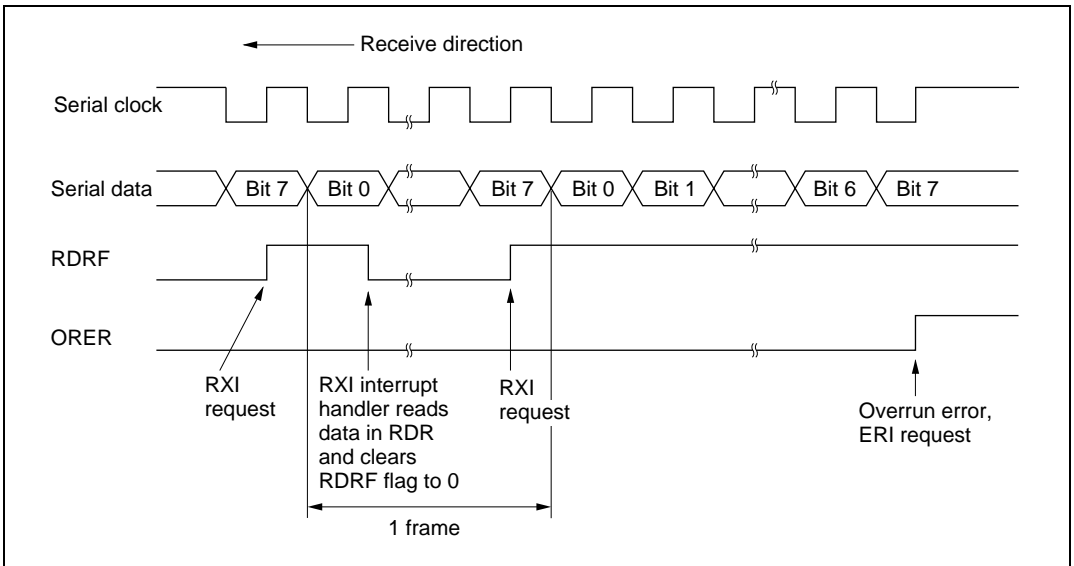 Receive direction
Serial clock
Serial data
Bit 7
Bit 0
Bit 7
Bit 0
Bit 1
Bit 6
Bit 7
RDRF
ORER
RXI
request
RXI interrupt
handler reads
data in RDR
and clears
RDRF flag to 0
RXI
request
Overrun error,
ERI request
1 frame